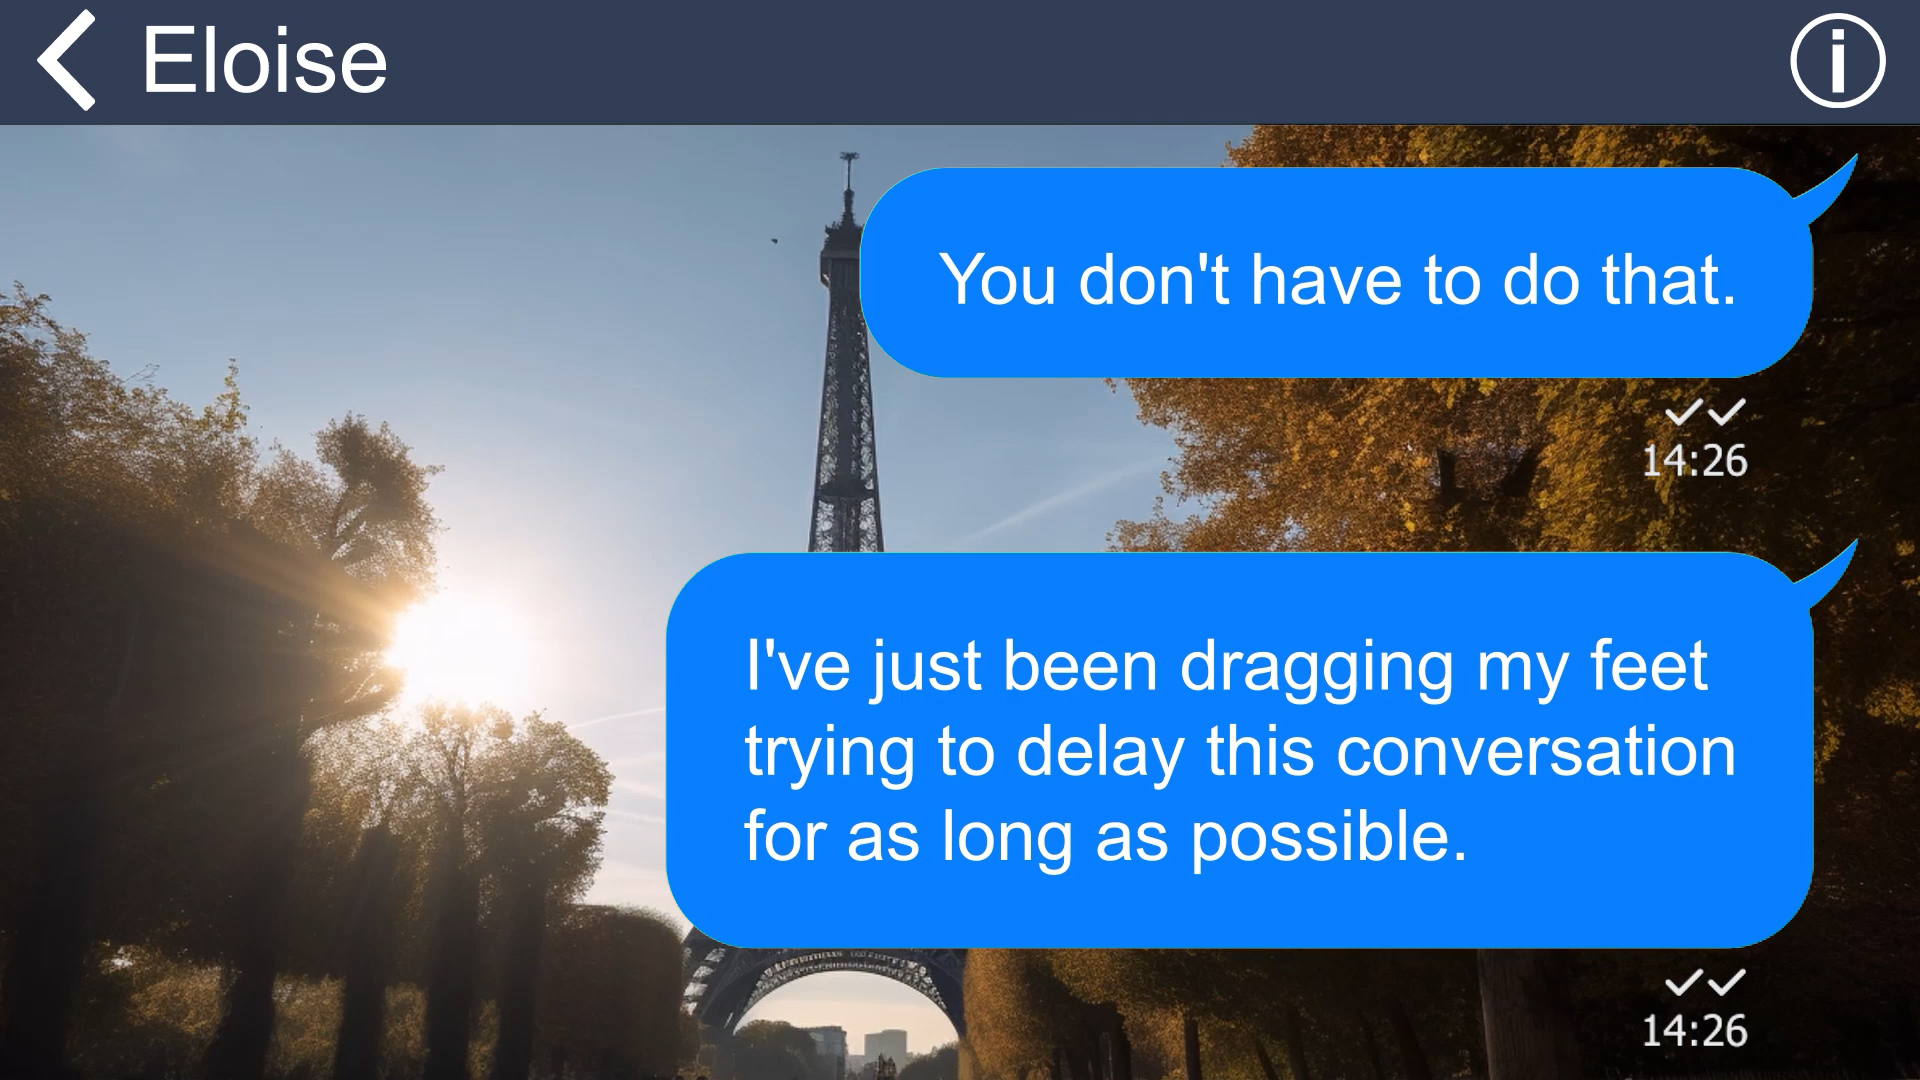 Eloise
You don't have to do that.
14:26
I've just been dragging my feet
trying to delay this conversation
for as long as possible.
14:26